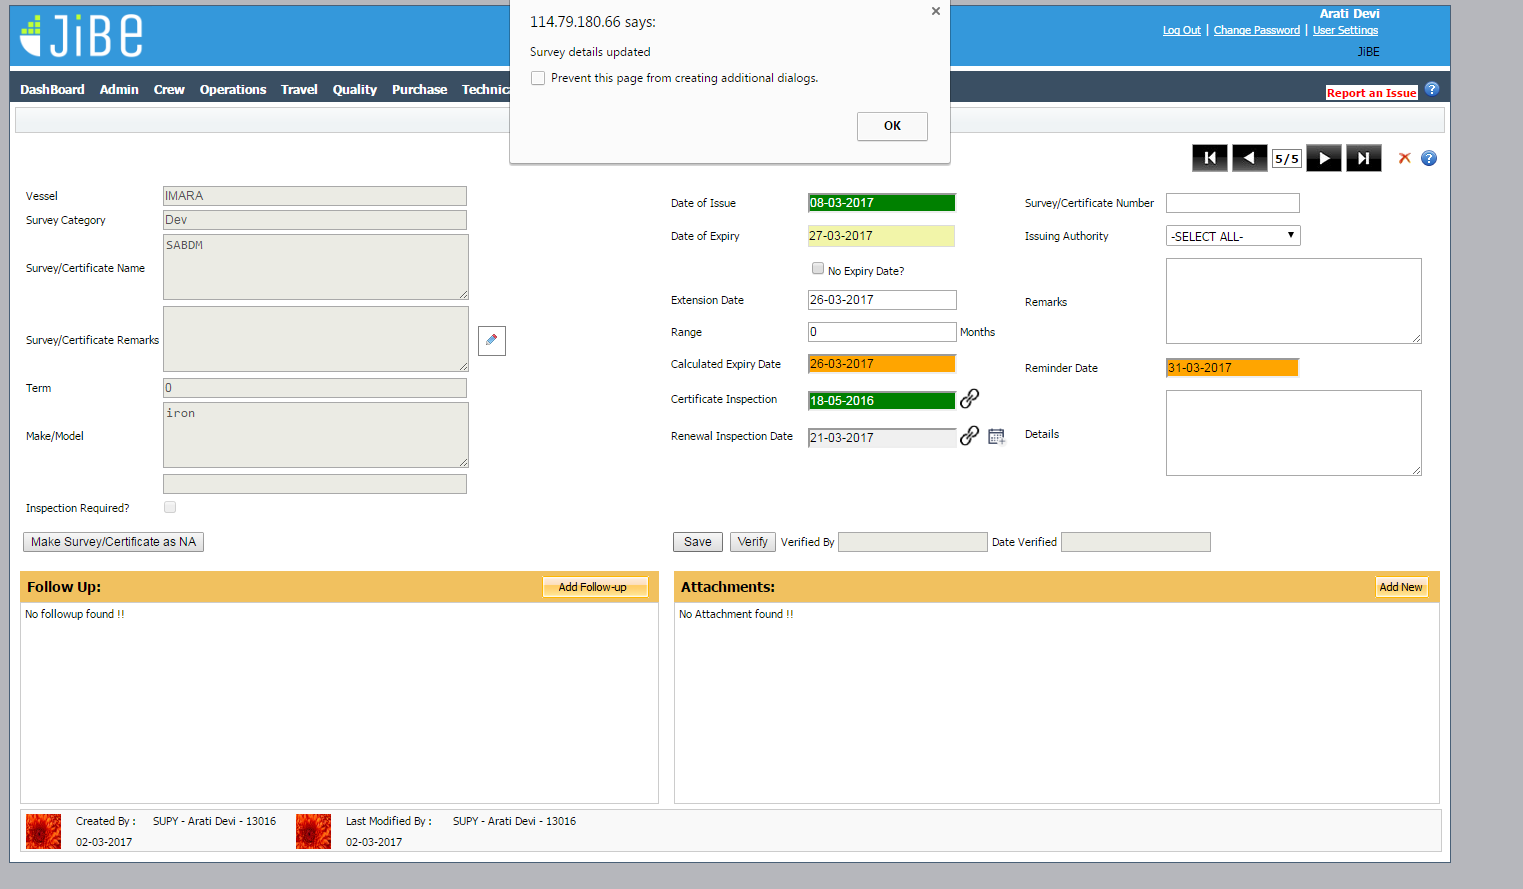 JiBE
114.79.180.66 says:
Survey details updated
Prevent this page from creating additional dialogs.
OK
Arati Devi
Log Out | Change Password | User Settings
JiBE
DashBoard Admin Crew Operations Travel Quality Purchase Technic
Report an Issue
5/5
Vessel IMARA
Survey Category Dev
Survey/Certificate Name SABDM
Survey/Certificate Remarks
Term 0
Make/Model iron
Inspection Required?
Make Survey/Certificate as NA
Date of Issue 08-03-2017
Date of Expiry 27-03-2017
No Expiry Date?
Extension Date 26-03-2017
Range 0 Months
Calculated Expiry Date 26-03-2017
Certificate Inspection 18-05-2016
Renewal Inspection Date 21-03-2017
Survey/Certificate Number
Issuing Authority -SELECT ALL-
Remarks
Reminder Date 31-03-2017
Details
Save Verify Verified By Date Verified
Follow Up: Add Follow-up
No followup found !!
Attachments: Add New
No Attachment found !!
Created By : SUPY - Arati Devi - 13016
02-03-2017
Last Modified By : SUPY - Arati Devi - 13016
02-03-2017